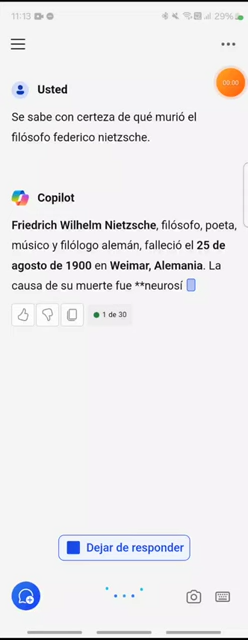 11:13
29%
00:00
Usted
Se sabe con certeza de qué murió el
filósofo federico nietzsche.
Copilot
Friedrich Wilhelm Nietzsche, filósofo, poeta,
músico y filólogo alemán, falleció el 25 de
agosto de 1900 en Weimar, Alemania. La
causa de su muerte fue **neurosí
1 de 30
Dejar de responder